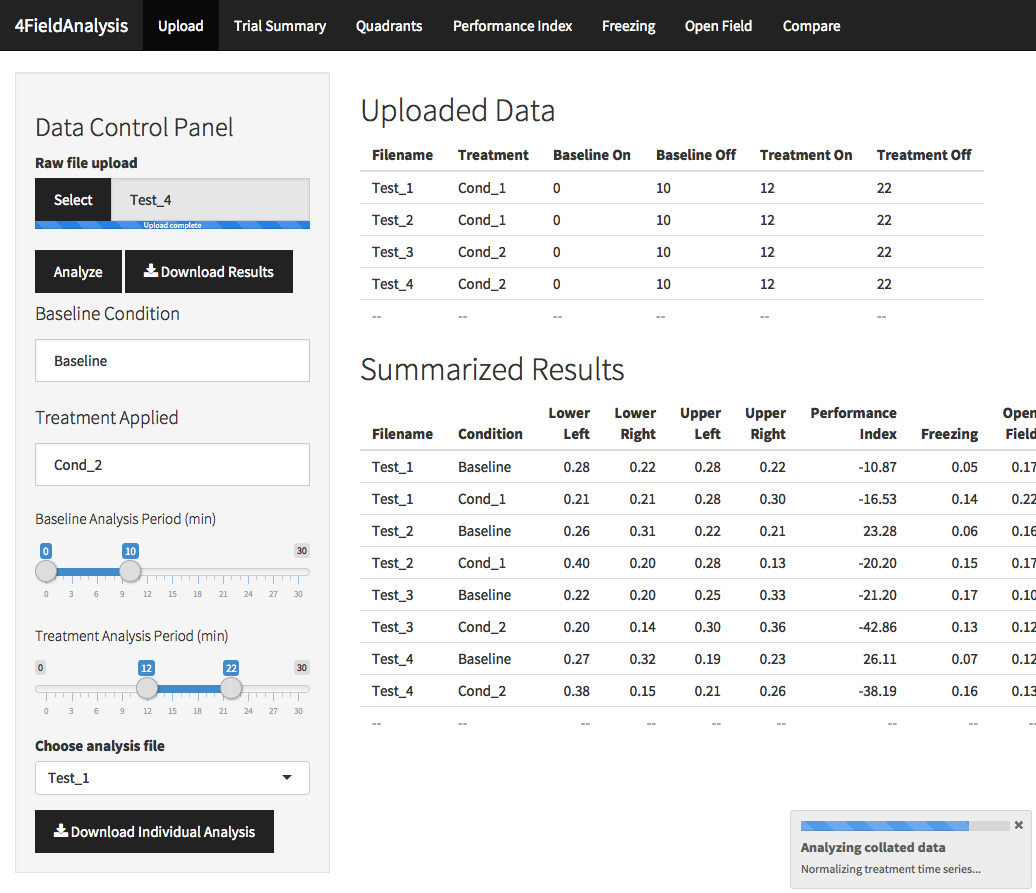 4FieldAnalysis Upload Trial Summary Quadrants Performance Index Freezing Open Field Compare
Data Control Panel
Raw file upload
Select Test_4
Upload complete
Analyze Download Results
Baseline Condition
Baseline
Treatment Applied
Cond_2
Baseline Analysis Period (min)
0 10 30
0 3 6 9 12 15 18 21 24 27 30
Treatment Analysis Period (min)
0 12 22 30
0 3 6 9 12 15 18 21 24 27 30
Choose analysis file
Test_1
Download Individual Analysis
Uploaded Data
Filename Treatment Baseline On Baseline Off Treatment On Treatment Off
Test_1 Cond_1 0 10 12 22
Test_2 Cond_1 0 10 12 22
Test_3 Cond_2 0 10 12 22
Test_4 Cond_2 0 10 12 22
-- -- -- -- -- --
Summarized Results
Lower Lower Upper Upper Performance Open
Filename Condition Left Right Left Right Index Freezing Field
Test_1 Baseline 0.28 0.22 0.28 0.22 -10.87 0.05 0.17
Test_1 Cond_1 0.21 0.21 0.28 0.30 -16.53 0.14 0.22
Test_2 Baseline 0.26 0.31 0.22 0.21 23.28 0.06 0.16
Test_2 Cond_1 0.40 0.20 0.28 0.13 -20.20 0.15 0.17
Test_3 Baseline 0.22 0.20 0.25 0.33 -21.20 0.17 0.10
Test_3 Cond_2 0.20 0.14 0.30 0.36 -42.86 0.13 0.12
Test_4 Baseline 0.27 0.32 0.19 0.23 26.11 0.07 0.12
Test_4 Cond_2 0.38 0.15 0.21 0.26 -38.19 0.16 0.13
-- -- -- -- -- -- -- -- --
Analyzing collated data
Normalizing treatment time series...